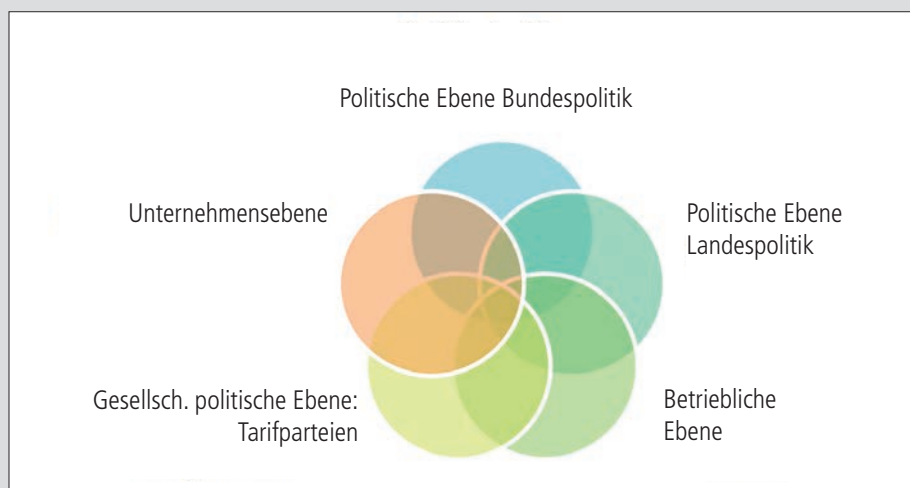 Politische Ebene Bundespolitik
Unternehmensebene
Politische Ebene
Landespolitik
Gesellsch. politische Ebene:
Tarifparteien
Betriebliche
Ebene